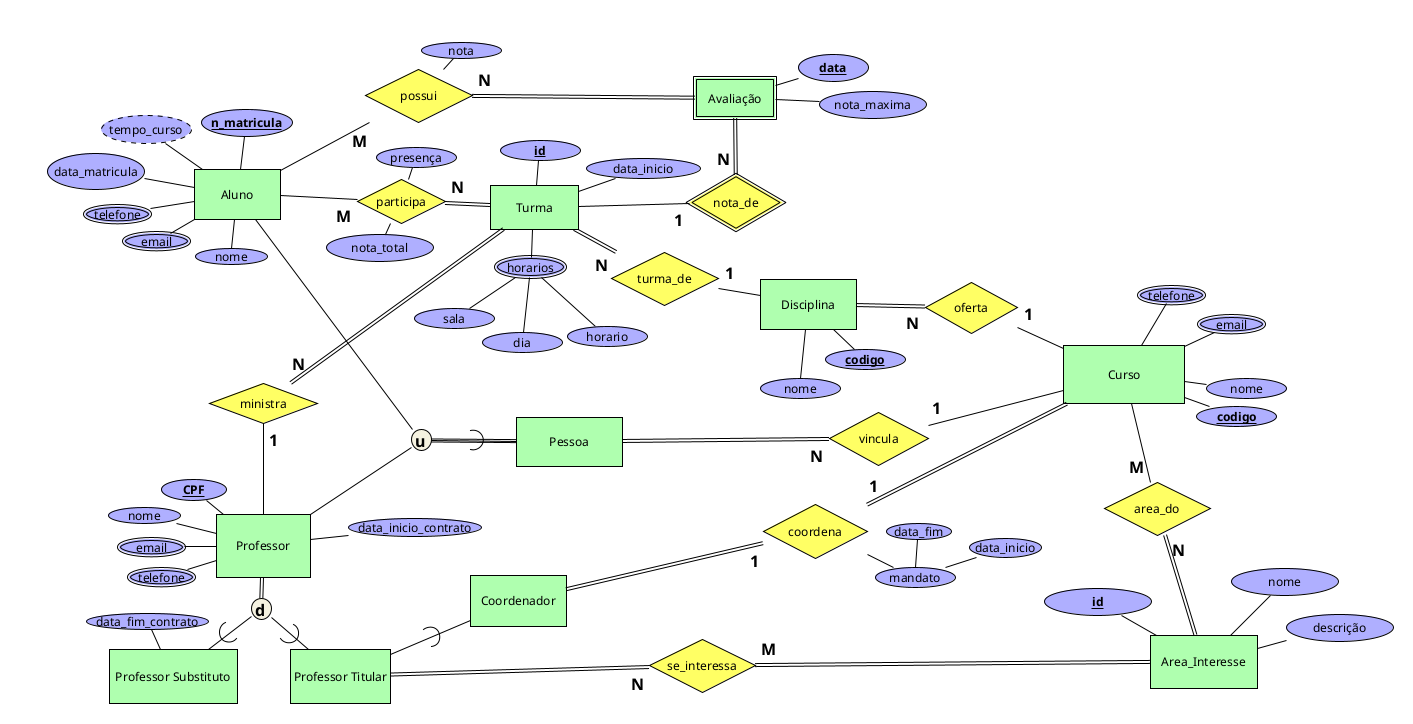 nota
N
data
possui
Avaliação
nota_maxima
n_matricula
tempo_curso
M
presença
id
data_inicio
N
data_matricula
Aluno
N
participa
Turma
nota_de
M
1
telefone
email
nome
nota_total
horarios
N
turma_de
1
sala
dia
horario
Disciplina
oferta
N
1
nome
codigo
telefone
email
Curso
nome
codigo
N
ministra
1
u
Pessoa
vincula
N
1
M
area_do
N
1
coordena
1
data_fim
data_inicio
mandato
CPF
nome
email
telefone
Professor
data_inicio_contrato
d
Coordenador
data_fim_contrato
Professor Substituto
Professor Titular
N
se_interessa
M
id
nome
descrição
Area_Interesse